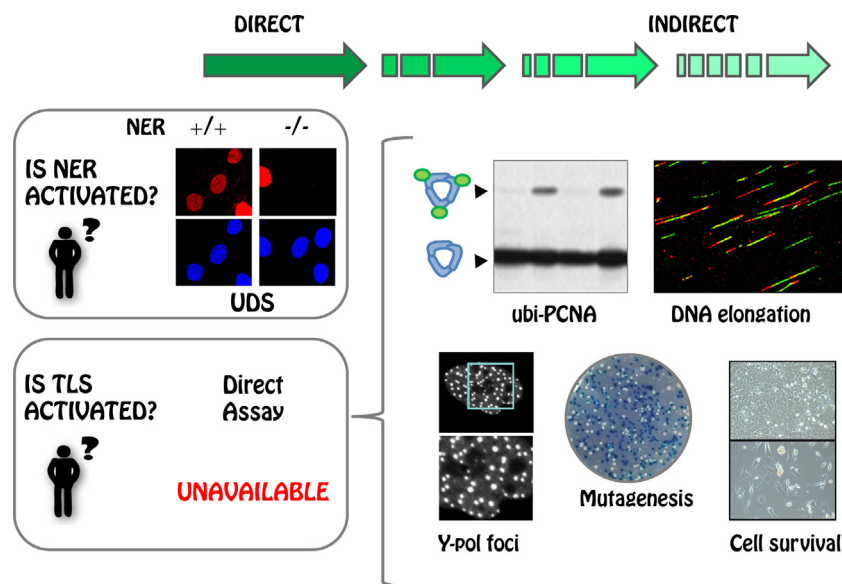 DIRECT
INDIRECT
NER +/+ -/-
IS NER
ACTIVATED?
?
UDS
IS TLS
ACTIVATED?
?
Direct
Assay
UNAVAILABLE
ubi-PCNA
DNA elongation
Y-pol foci
Mutagenesis
Cell survival